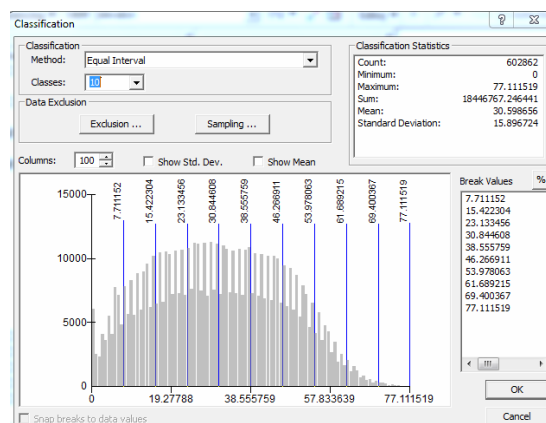 Classification
Classification
Method: Equal Interval
Classes: 10
Data Exclusion
Exclusion ...
Sampling ...
Classification Statistics
Count: 602862
Minimum: 0
Maximum: 77.111519
Sum: 18446767.246441
Mean: 30.598656
Standard Deviation: 15.896724
Columns: 100
Show Std. Dev.
Show Mean
Break Values
%
7.711152
15.422304
23.133456
30.844608
38.555759
46.266911
53.978063
61.689215
69.400367
77.111519
15000
10000
5000
0
7.711152
15.422304
23.133456
30.844608
38.555759
46.266911
53.978063
61.689215
69.400367
77.111519
0
19.27788
38.555759
57.833639
77.111519
Snap breaks to data values
OK
Cancel